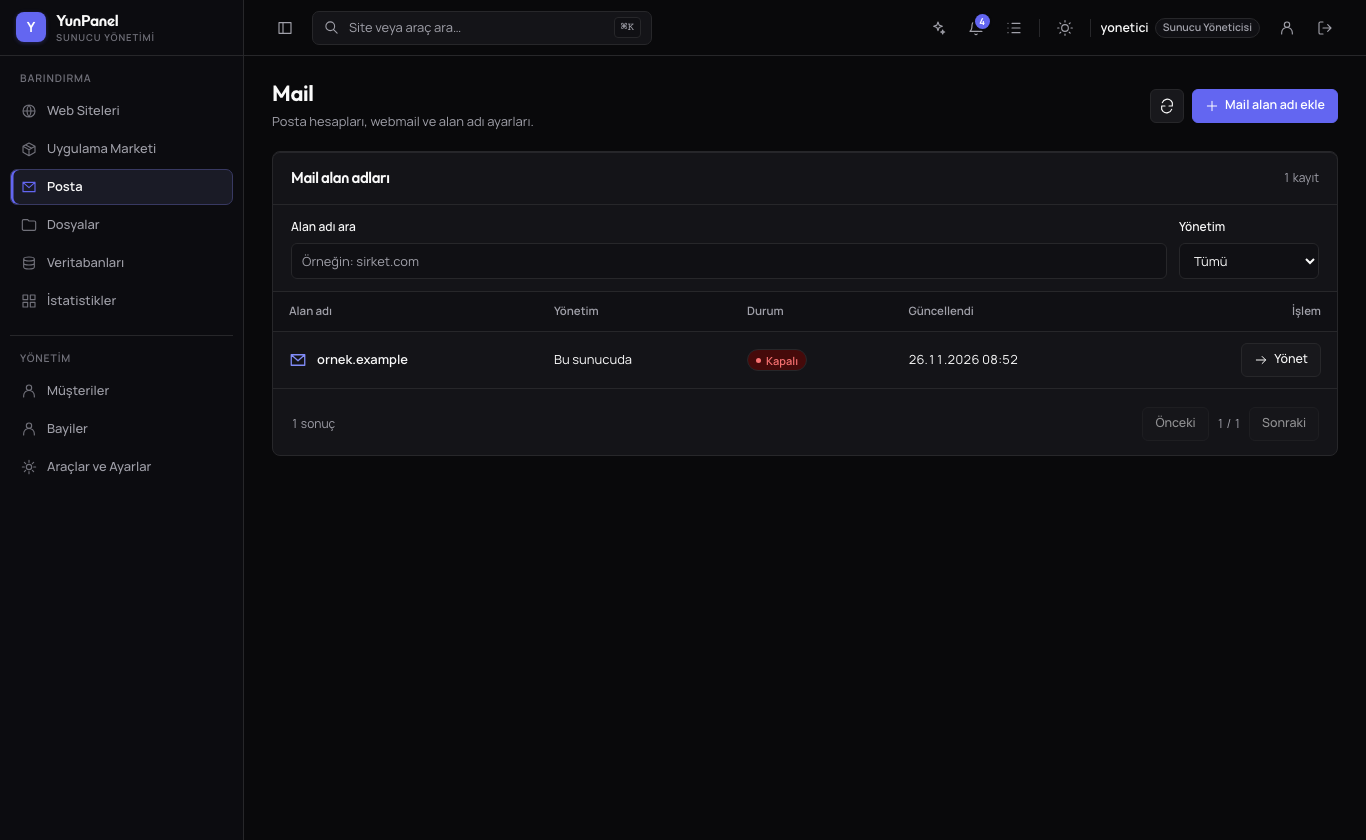 Y
YunPanel
SUNUCU YÖNETİMİ
Site veya araç ara...
⌘K
4
yonetici
Sunucu Yöneticisi
BARINDIRMA
Web Siteleri
Uygulama Marketi
Posta
Dosyalar
Veritabanları
İstatistikler
YÖNETİM
Müşteriler
Bayiler
Araçlar ve Ayarlar
Mail
Posta hesapları, webmail ve alan adı ayarları.
Mail alan adı ekle
Mail alan adları
1 kayıt
Alan adı ara
Yönetim
Örneğin: sirket.com
Tümü
Alan adı Yönetim Durum Güncellendi İşlem
ornek.example Bu sunucuda Kapalı 26.11.2026 08:52 Yönet
1 sonuç
Önceki 1 / 1 Sonraki